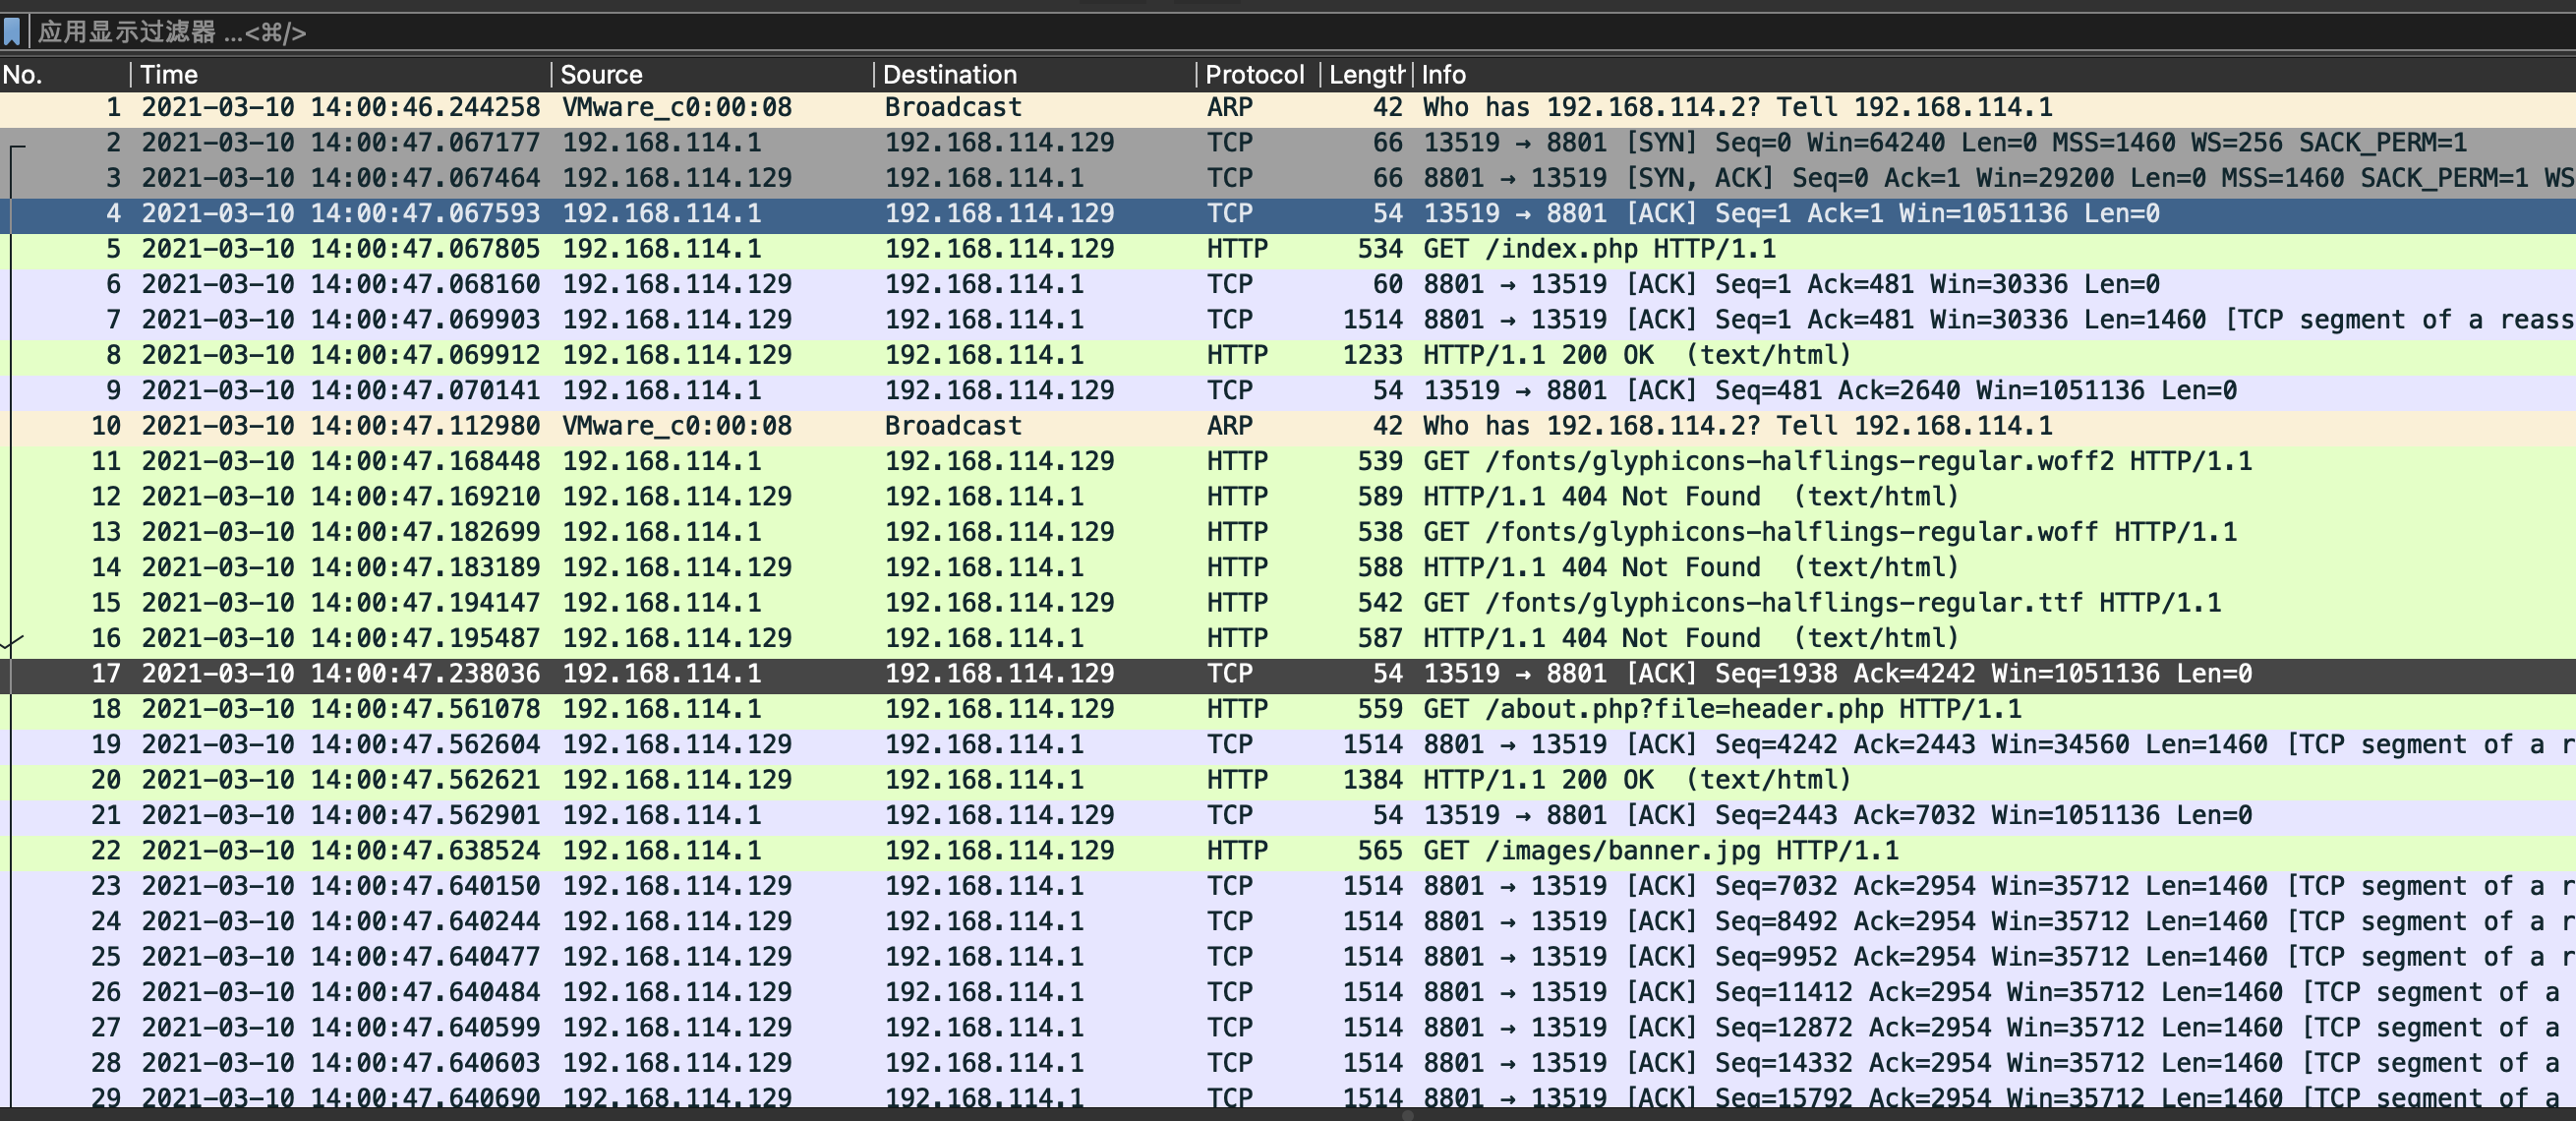 应用显示过滤器 ...<⌘/>
No. Time Source Destination Protocol Length Info
1 2021-03-10 14:00:46.244258 VMware_c0:00:08 Broadcast ARP 42 Who has 192.168.114.2? Tell 192.168.114.1
2 2021-03-10 14:00:47.067177 192.168.114.1 192.168.114.129 TCP 66 13519 → 8801 [SYN] Seq=0 Win=64240 Len=0 MSS=1460 WS=256 SACK_PERM=1
3 2021-03-10 14:00:47.067464 192.168.114.129 192.168.114.1 TCP 66 8801 → 13519 [SYN, ACK] Seq=0 Ack=1 Win=29200 Len=0 MSS=1460 SACK_PERM=1 WS
4 2021-03-10 14:00:47.067593 192.168.114.1 192.168.114.129 TCP 54 13519 → 8801 [ACK] Seq=1 Ack=1 Win=1051136 Len=0
5 2021-03-10 14:00:47.067805 192.168.114.1 192.168.114.129 HTTP 534 GET /index.php HTTP/1.1
6 2021-03-10 14:00:47.068160 192.168.114.129 192.168.114.1 TCP 60 8801 → 13519 [ACK] Seq=1 Ack=481 Win=30336 Len=0
7 2021-03-10 14:00:47.069903 192.168.114.129 192.168.114.1 TCP 1514 8801 → 13519 [ACK] Seq=1 Ack=481 Win=30336 Len=1460 [TCP segment of a reass
8 2021-03-10 14:00:47.069912 192.168.114.129 192.168.114.1 HTTP 1233 HTTP/1.1 200 OK (text/html)
9 2021-03-10 14:00:47.070141 192.168.114.1 192.168.114.129 TCP 54 13519 → 8801 [ACK] Seq=481 Ack=2640 Win=1051136 Len=0
10 2021-03-10 14:00:47.112980 VMware_c0:00:08 Broadcast ARP 42 Who has 192.168.114.2? Tell 192.168.114.1
11 2021-03-10 14:00:47.168448 192.168.114.1 192.168.114.129 HTTP 539 GET /fonts/glyphicons-halflings-regular.woff2 HTTP/1.1
12 2021-03-10 14:00:47.169210 192.168.114.129 192.168.114.1 HTTP 589 HTTP/1.1 404 Not Found (text/html)
13 2021-03-10 14:00:47.182699 192.168.114.1 192.168.114.129 HTTP 538 GET /fonts/glyphicons-halflings-regular.woff HTTP/1.1
14 2021-03-10 14:00:47.183189 192.168.114.129 192.168.114.1 HTTP 588 HTTP/1.1 404 Not Found (text/html)
15 2021-03-10 14:00:47.194147 192.168.114.1 192.168.114.129 HTTP 542 GET /fonts/glyphicons-halflings-regular.ttf HTTP/1.1
16 2021-03-10 14:00:47.195487 192.168.114.129 192.168.114.1 HTTP 587 HTTP/1.1 404 Not Found (text/html)
17 2021-03-10 14:00:47.238036 192.168.114.1 192.168.114.129 TCP 54 13519 → 8801 [ACK] Seq=1938 Ack=4242 Win=1051136 Len=0
18 2021-03-10 14:00:47.561078 192.168.114.1 192.168.114.129 HTTP 559 GET /about.php?file=header.php HTTP/1.1
19 2021-03-10 14:00:47.562604 192.168.114.129 192.168.114.1 TCP 1514 8801 → 13519 [ACK] Seq=4242 Ack=2443 Win=34560 Len=1460 [TCP segment of a r
20 2021-03-10 14:00:47.562621 192.168.114.129 192.168.114.1 HTTP 1384 HTTP/1.1 200 OK (text/html)
21 2021-03-10 14:00:47.562901 192.168.114.1 192.168.114.129 TCP 54 13519 → 8801 [ACK] Seq=2443 Ack=7032 Win=1051136 Len=0
22 2021-03-10 14:00:47.638524 192.168.114.1 192.168.114.129 HTTP 565 GET /images/banner.jpg HTTP/1.1
23 2021-03-10 14:00:47.640150 192.168.114.129 192.168.114.1 TCP 1514 8801 → 13519 [ACK] Seq=7032 Ack=2954 Win=35712 Len=1460 [TCP segment of a r
24 2021-03-10 14:00:47.640244 192.168.114.129 192.168.114.1 TCP 1514 8801 → 13519 [ACK] Seq=8492 Ack=2954 Win=35712 Len=1460 [TCP segment of a r
25 2021-03-10 14:00:47.640477 192.168.114.129 192.168.114.1 TCP 1514 8801 → 13519 [ACK] Seq=9952 Ack=2954 Win=35712 Len=1460 [TCP segment of a r
26 2021-03-10 14:00:47.640484 192.168.114.129 192.168.114.1 TCP 1514 8801 → 13519 [ACK] Seq=11412 Ack=2954 Win=35712 Len=1460 [TCP segment of a
27 2021-03-10 14:00:47.640599 192.168.114.129 192.168.114.1 TCP 1514 8801 → 13519 [ACK] Seq=12872 Ack=2954 Win=35712 Len=1460 [TCP segment of a
28 2021-03-10 14:00:47.640603 192.168.114.129 192.168.114.1 TCP 1514 8801 → 13519 [ACK] Seq=14332 Ack=2954 Win=35712 Len=1460 [TCP segment of a
29 2021-03-10 14:00:47.640690 192.168.114.129 192.168.114.1 TCP 1514 8801 → 13519 [ACK] Seq=15792 Ack=2954 Win=35712 Len=1460 [TCP segment of a